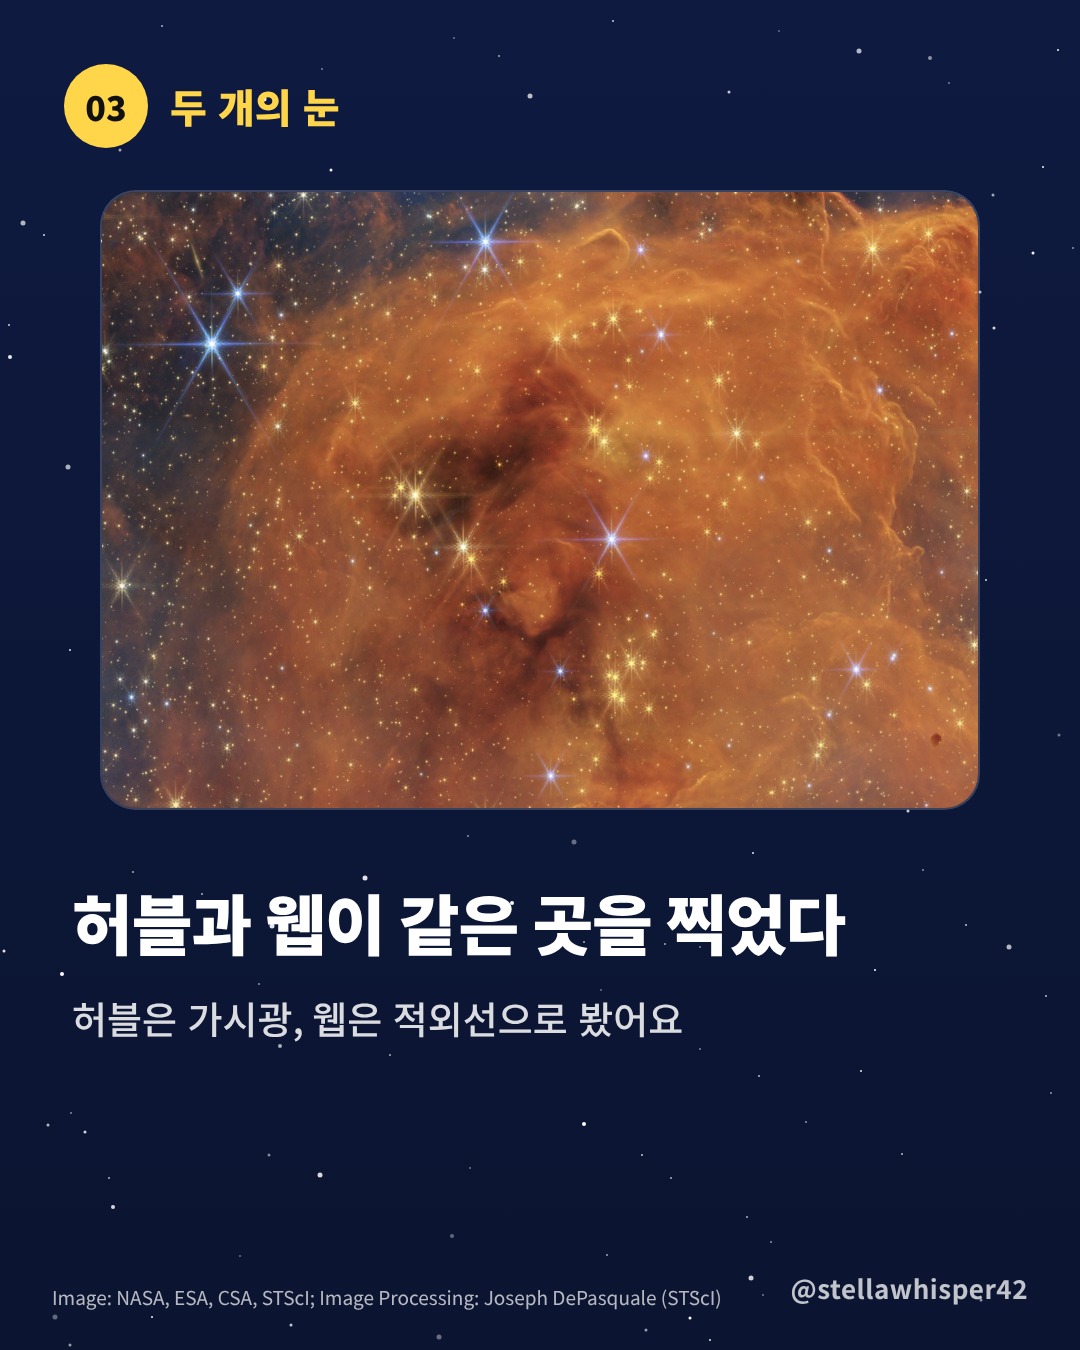 03
두 개의 눈
허블과 웹이 같은 곳을 찍었다
허블은 가시광, 웹은 적외선으로 봤어요
Image: NASA, ESA, CSA, STScI; Image Processing: Joseph DePasquale (STScI)
@stellawhisper42